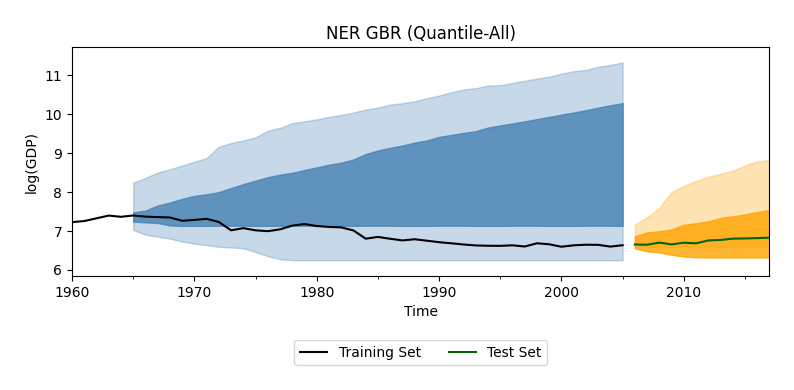 NER GBR (Quantile-All)
log(GDP)
11
10
9
8
7
6
1960 1970 1980 1990 2000 2010
Time
Training Set Test Set